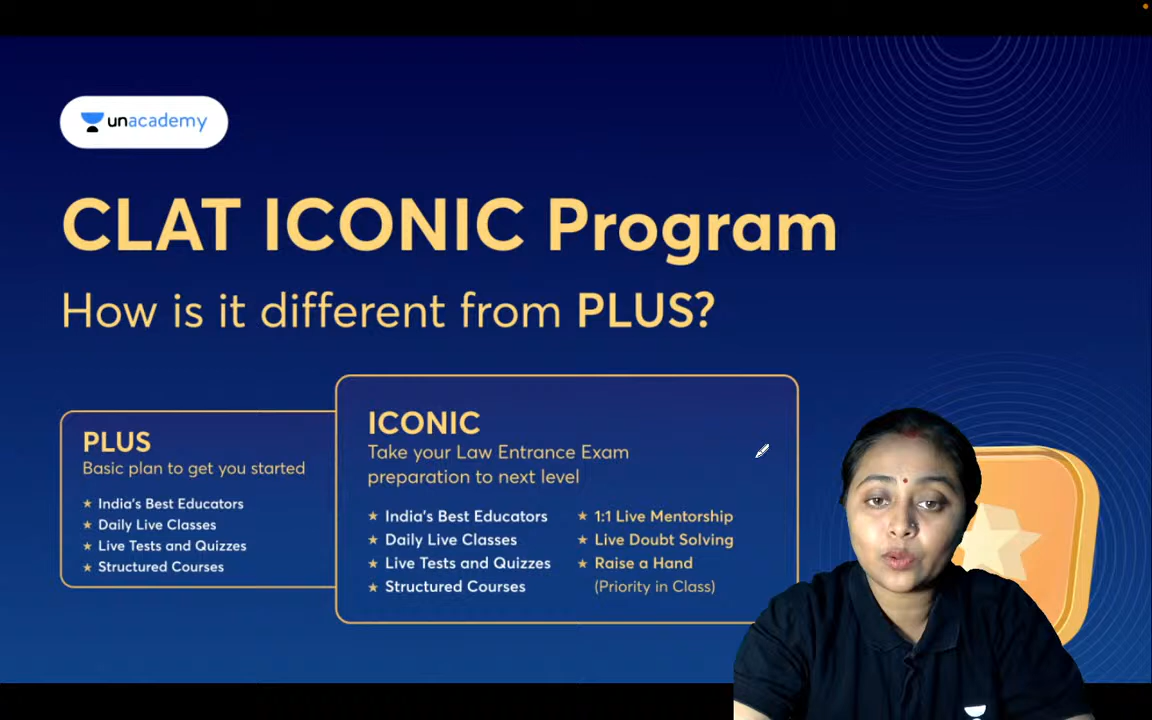 unacademy
CLAT ICONIC Program
How is it different from PLUS?
PLUS
Basic plan to get you started
★ India's Best Educators
★ Daily Live Classes
★ Live Tests and Quizzes
★ Structured Courses
ICONIC
Take your Law Entrance Exam
preparation to next level
★ India's Best Educators
★ Daily Live Classes
★ Live Tests and Quizzes
★ Structured Courses
★ 1:1 Live Mentorship
★ Live Doubt Solving
★ Raise a Hand
(Priority in Class)